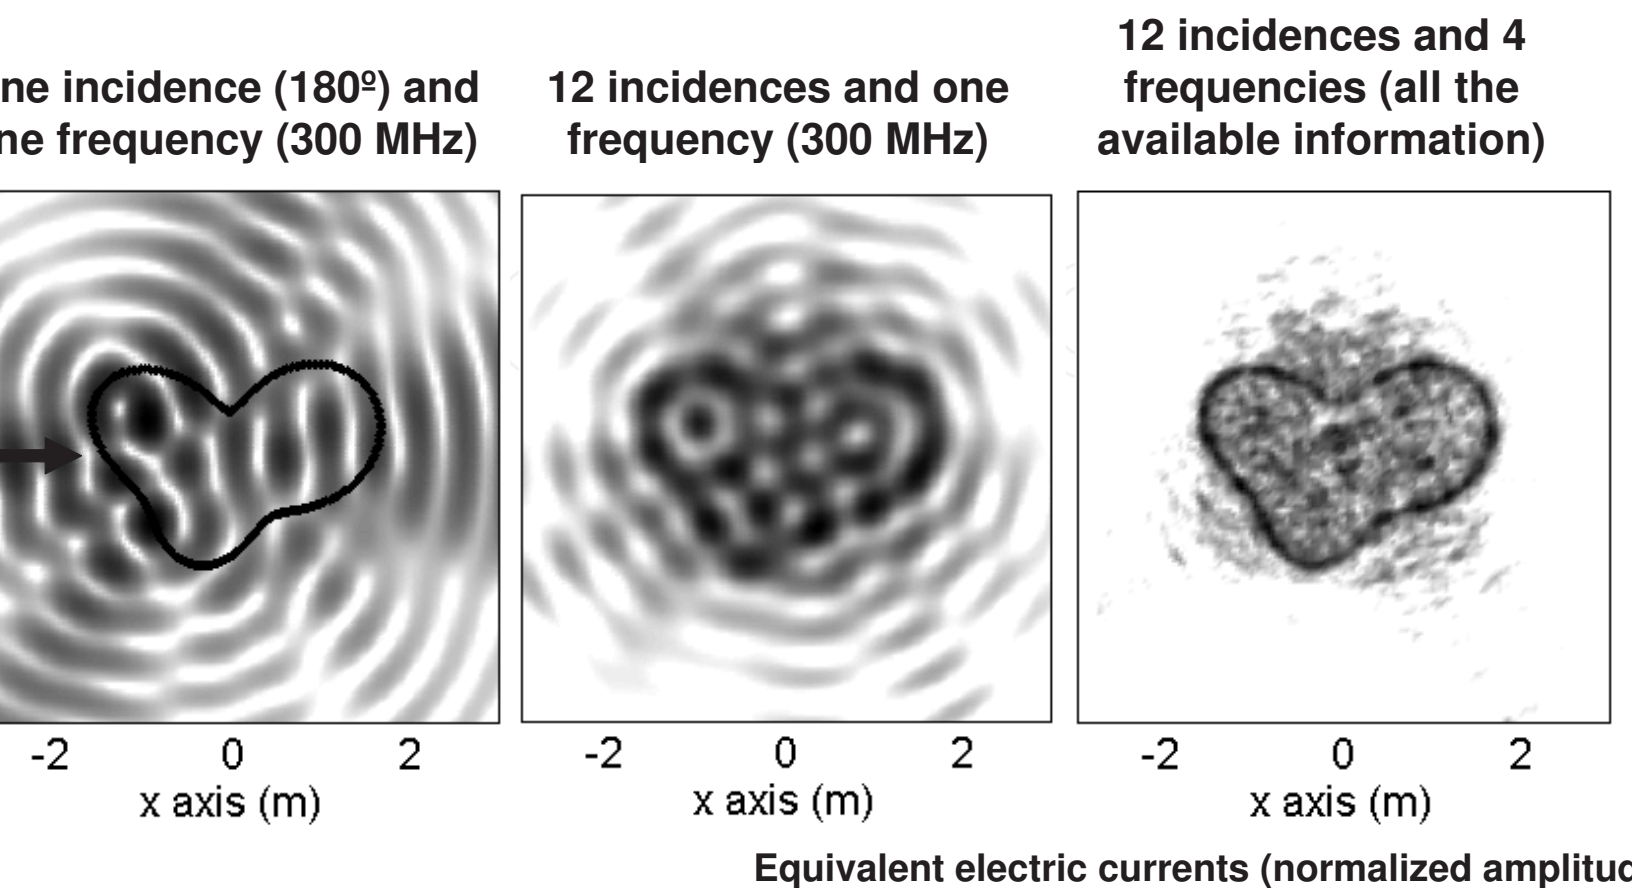 ne incidence (180º) and
ne frequency (300 MHz)
12 incidences and one
frequency (300 MHz)
12 incidences and 4
frequencies (all the
available information)
-2 0 2
x axis (m)
-2 0 2
x axis (m)
-2 0 2
x axis (m)
Equivalent electric currents (normalized amplitud